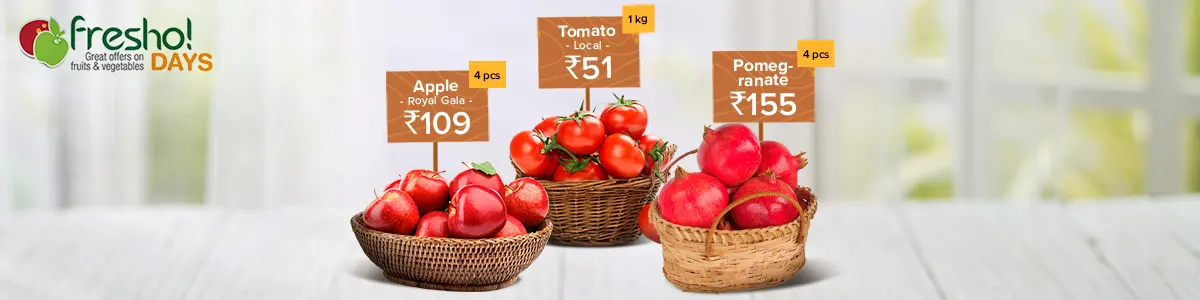 fresho!
Great offers on
fruits & vegetables
DAYS
4 pcs
Apple
- Royal Gala -
₹109
1 kg
Tomato
- Local -
₹51
4 pcs
Pomeg-
ranate
₹155